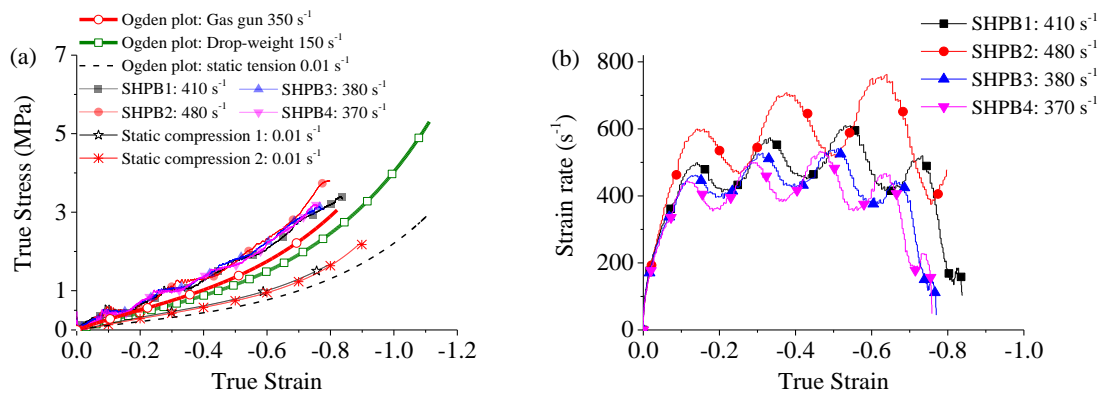 (a)
Ogden plot: Gas gun 350 s⁻¹
Ogden plot: Drop-weight 150 s⁻¹
Ogden plot: static tension 0.01 s⁻¹
SHPB1: 410 s⁻¹ SHPB3: 380 s⁻¹
SHPB2: 480 s⁻¹ SHPB4: 370 s⁻¹
Static compression 1: 0.01 s⁻¹
Static compression 2: 0.01 s⁻¹
True Stress (MPa)
7
5
3
1
0
0.0 -0.2 -0.4 -0.6 -0.8 -1.0 -1.2
True Strain
(b)
SHPB1: 410 s⁻¹
SHPB2: 480 s⁻¹
SHPB3: 380 s⁻¹
SHPB4: 370 s⁻¹
Strain rate (s⁻¹)
800
600
400
200
0
0.0 -0.2 -0.4 -0.6 -0.8 -1.0
True Strain